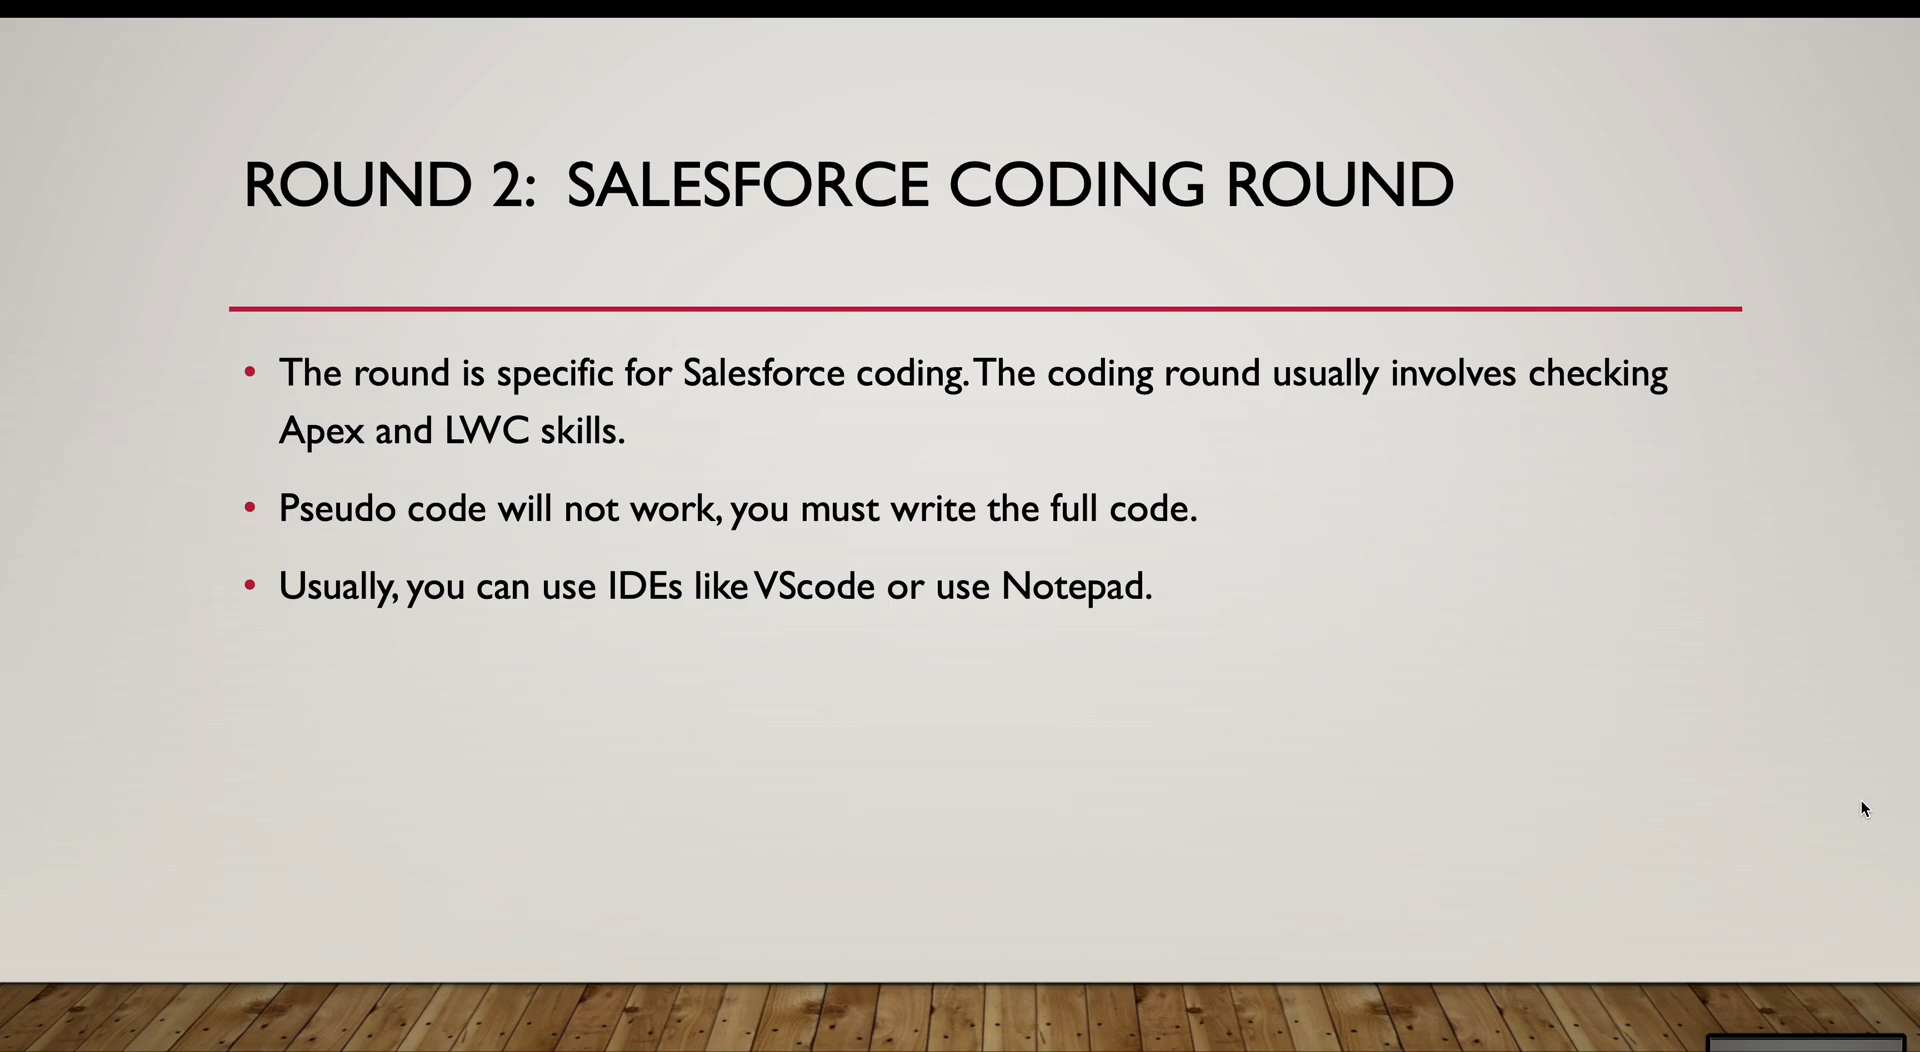 ROUND 2: SALESFORCE CODING ROUND
• The round is specific for Salesforce coding. The coding round usually involves checking
Apex and LWC skills.
• Pseudo code will not work, you must write the full code.
• Usually, you can use IDEs like VScode or use Notepad.